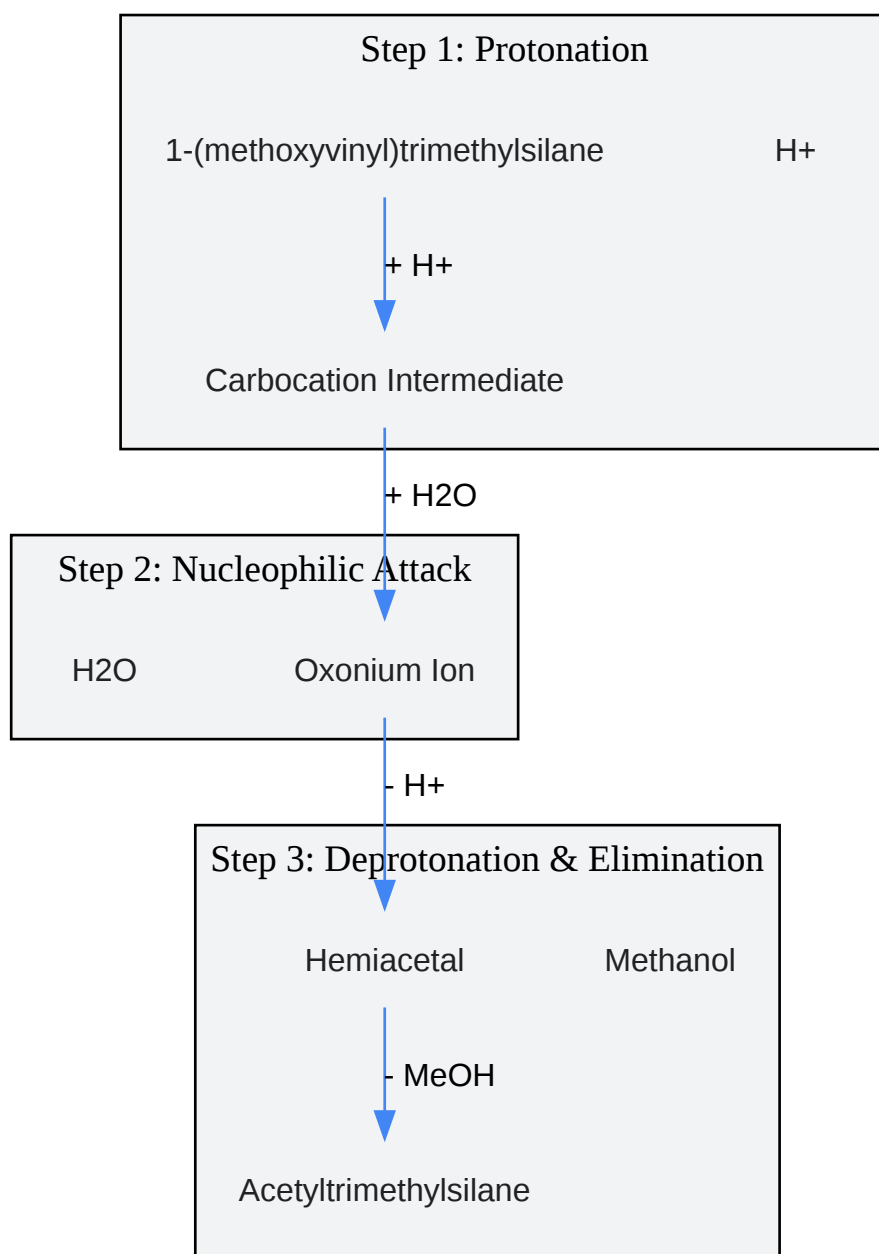 Step 1: Protonation
1-(methoxyvinyl)trimethylsilane
H+
+ H+
Carbocation Intermediate
+ H2O
Step 2: Nucleophilic Attack
H2O
Oxonium Ion
- H+
Step 3: Deprotonation & Elimination
Hemiacetal
Methanol
- MeOH
Acetyltrimethylsilane